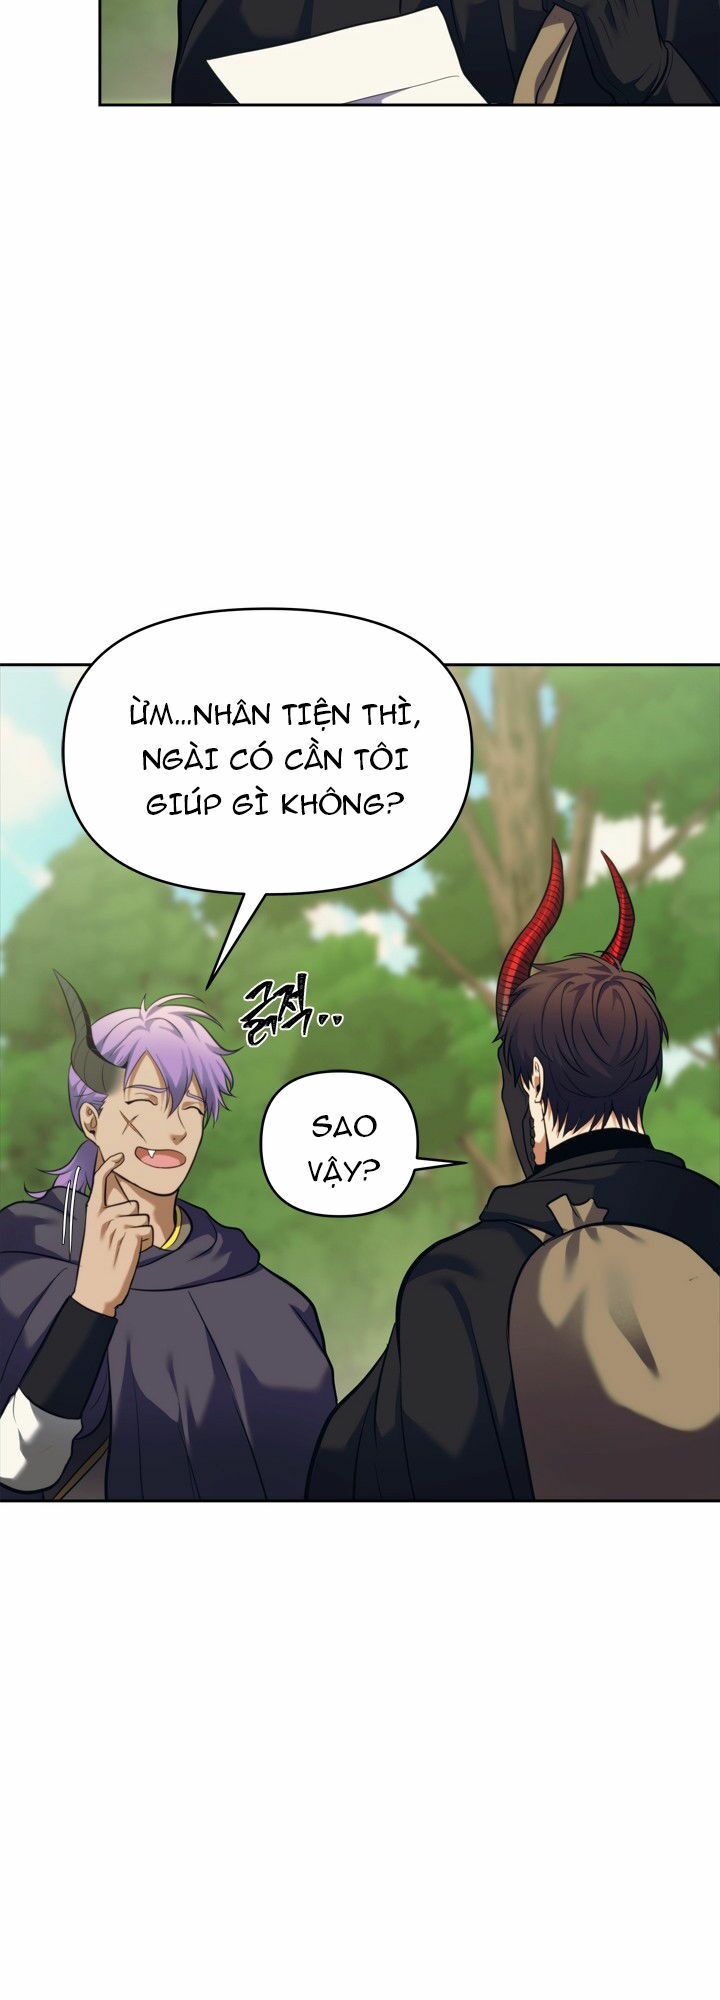 ỪM...NHÂN TIỆN THÌ,
NGÀI CÓ CẦN TÔI
GIÚP GÌ KHÔNG?
긁적..
SAO
VẬY?